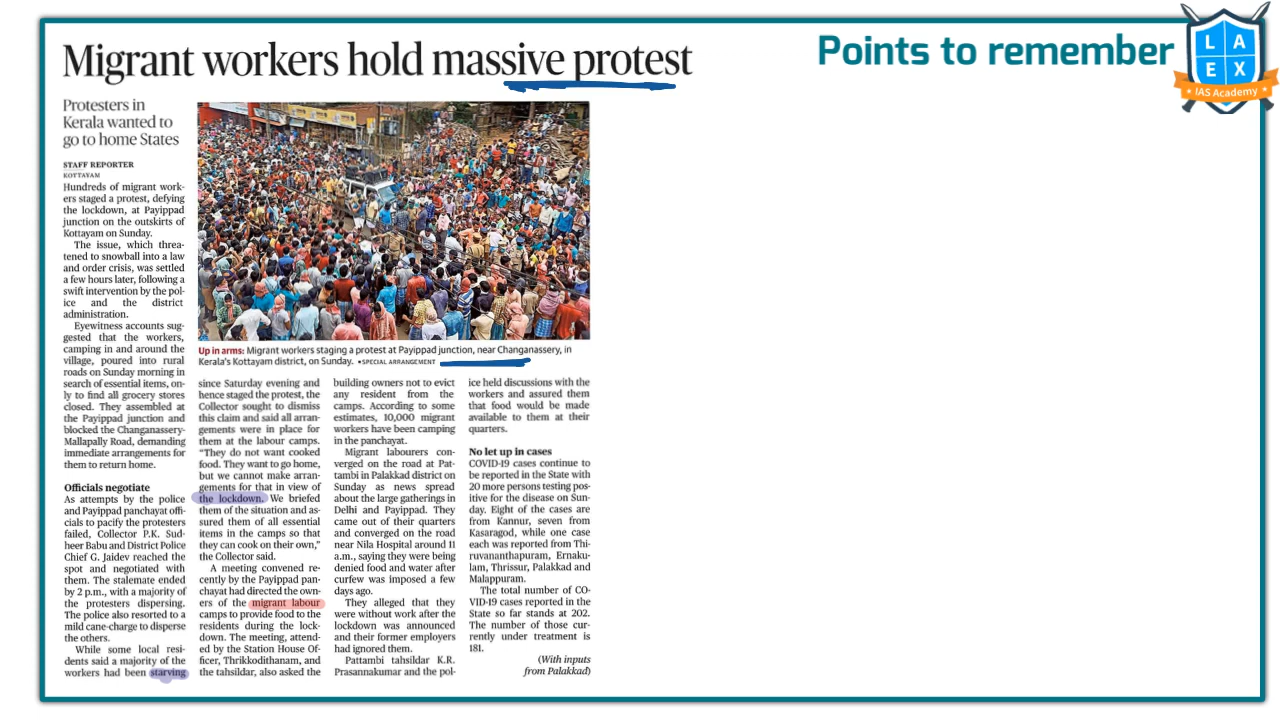 Migrant workers hold massive protest
Points to remember
L A
E X
IAS Academy
Protesters in
Kerala wanted to
go to home States
STAFF REPORTER
KOTTAYAM
Hundreds of migrant work-
ers staged a protest, defying
the lockdown, at Payippad
junction on the outskirts of
Kottayam on Sunday.
The issue, which threa-
tened to snowball into a law
and order crisis, was settled
a few hours later, following a
swift intervention by the pol-
ice and the district
administration.
Eyewitness accounts sug-
gested that the workers,
camping in and around the
village, poured into rural
roads on Sunday morning in
search of essential items, on-
ly to find all grocery stores
closed. They assembled at
the Payippad junction and
blocked the Changanassery-
Mallapally Road, demanding
immediate arrangements for
them to return home.
Officials negotiate
As attempts by the police
and Payippad panchayat offi-
cials to pacify the protesters
failed, Collector P.K. Sud-
heer Babu and District Police
Chief G. Jaidev reached the
spot and negotiated with
them. The stalemate ended
by 2 p.m., with a majority of
the protesters dispersing.
The police also resorted to a
mild cane-charge to disperse
the others.
While some local resi-
dents said a majority of the
workers had been starving
Up in arms: Migrant workers staging a protest at Payippad junction, near Changanassery, in
Kerala's Kottayam district, on Sunday. •SPECIAL ARRANGEMENT
since Saturday evening and
hence staged the protest, the
Collector sought to dismiss
this claim and said all arran-
gements were in place for
them at the labour camps.
“They do not want cooked
food. They want to go home,
but we cannot make arran-
gements for that in view of
the lockdown. We briefed
them of the situation and as-
sured them of all essential
items in the camps so that
they can cook on their own,”
the Collector said.
A meeting convened re-
cently by the Payippad pan-
chayat had directed the own-
ers of the migrant labour
camps to provide food to the
residents during the lock-
down. The meeting, attend-
ed by the Station House Of-
ficer, Thrikkodithanam, and
the tahsildar, also asked the
building owners not to evict
any resident from the
camps. According to some
estimates, 10,000 migrant
workers have been camping
in the panchayat.
Migrant labourers con-
verged on the road at Pat-
tambi in Palakkad district on
Sunday as news spread
about the large gatherings in
Delhi and Payippad. They
came out of their quarters
and converged on the road
near Nila Hospital around 11
a.m., saying they were being
denied food and water after
curfew was imposed a few
days ago.
They alleged that they
were without work after the
lockdown was announced
and their former employers
had ignored them.
Pattambi tahsildar K.R.
Prasannakumar and the pol-
ice held discussions with the
workers and assured them
that food would be made
available to them at their
quarters.
No let up in cases
COVID-19 cases continue to
be reported in the State with
20 more persons testing pos-
itive for the disease on Sun-
day. Eight of the cases are
from Kannur, seven from
Kasaragod, while one case
each was reported from Thi-
ruvananthapuram, Ernaku-
lam, Thrissur, Palakkad and
Malappuram.
The total number of CO-
VID-19 cases reported in the
State so far stands at 202.
The number of those cur-
rently under treatment is
181.
(With inputs
from Palakkad)